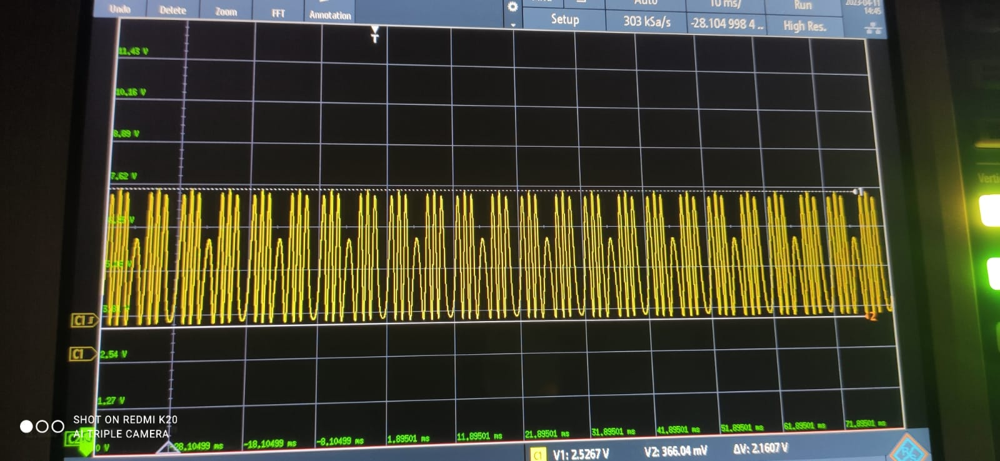 Undo Delete Zoom FFT Annotation
Auto 10 ms/ Run 2023-04-11
Setup 303 kSa/s -28.104 998 4 .. High Res. 14:45
T
11,43 V
10,16 V
8,89 V
7,62 V
1
C1
2
C1
2,54 V
1,27 V
C2
0 V
-28,10499 ms -18,10499 ms -8,10499 ms 1,89501 ms 11,89501 ms 21,89501 ms 31,89501 ms 41,89501 ms 51,89501 ms 61,89501 ms 71,89501 ms
C1 V1: 2.5267 V V2: 366.04 mV ΔV: 2.1607 V
SHOT ON REDMI K20
AI TRIPLE CAMERA